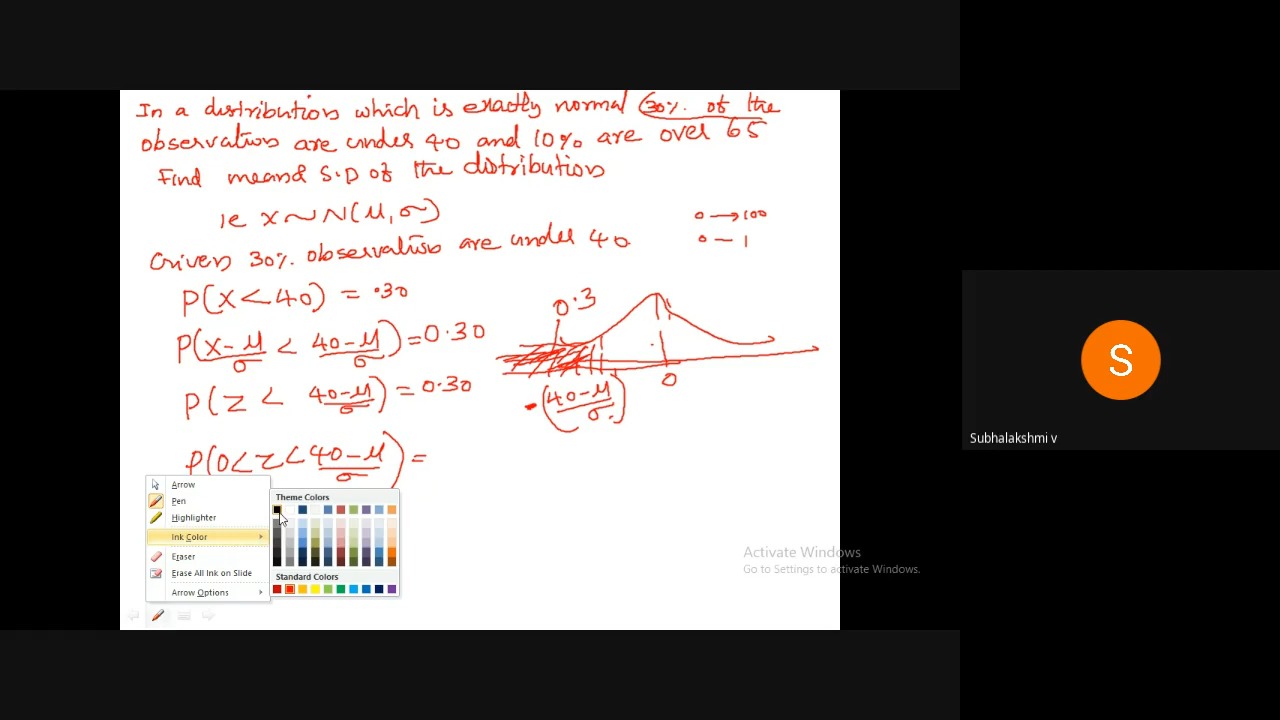 In a distribution which is exactly normal 30%. of the
observation are under 40 and 10% are over 65
Find mean S.D of the distribution
ie X ~ N(μ, σ)
0 → 100
0 — 1
Given 30%. observation are under 40.
P(X < 40) = .30
P(X-μ/σ < 40-μ/σ) = 0.30
P(Z < 40-μ/σ) = 0.30
P(0 < Z < 40-μ/σ) =
0.3
0
-(40-μ/σ)
Arrow
Pen
Highlighter
Ink Color
Eraser
Erase All Ink on Slide
Arrow Options
Theme Colors
Standard Colors
Activate Windows
Go to Settings to activate Windows.
S
Subhalakshmi v